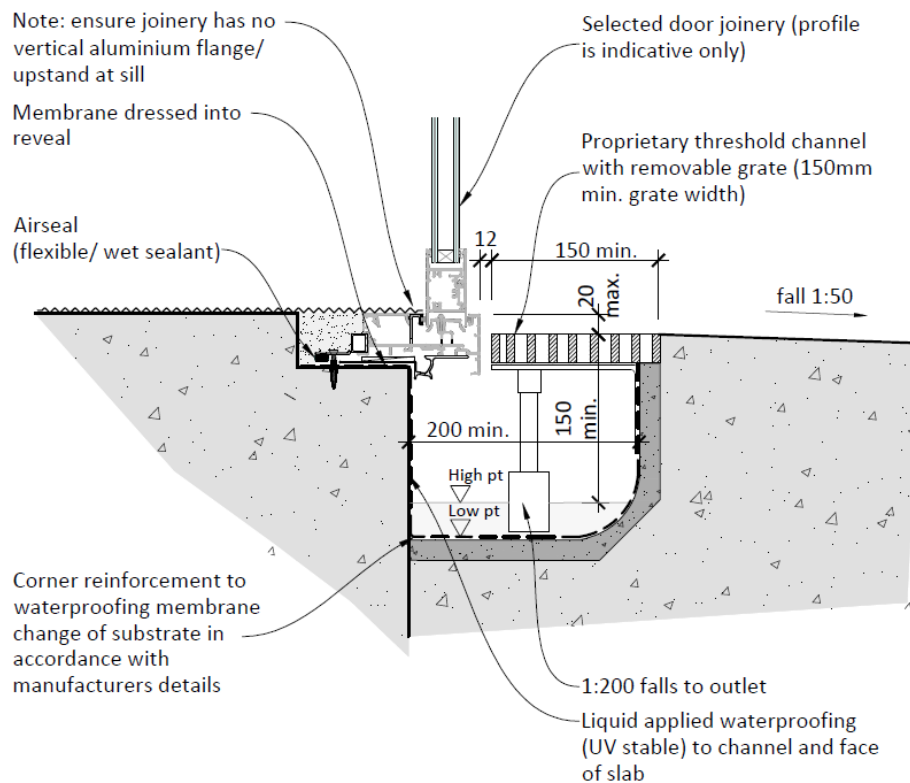 Note: ensure joinery has no
vertical aluminium flange/
upstand at sill
Membrane dressed into
reveal
Airseal
(flexible/ wet sealant)
Selected door joinery (profile
is indicative only)
Proprietary threshold channel
with removable grate (150mm
min. grate width)
12
150 min.
20
max.
fall 1:50
200 min.
150
min.
High pt
Low pt
Corner reinforcement to
waterproofing membrane
change of substrate in
accordance with
manufacturers details
1:200 falls to outlet
Liquid applied waterproofing
(UV stable) to channel and face
of slab